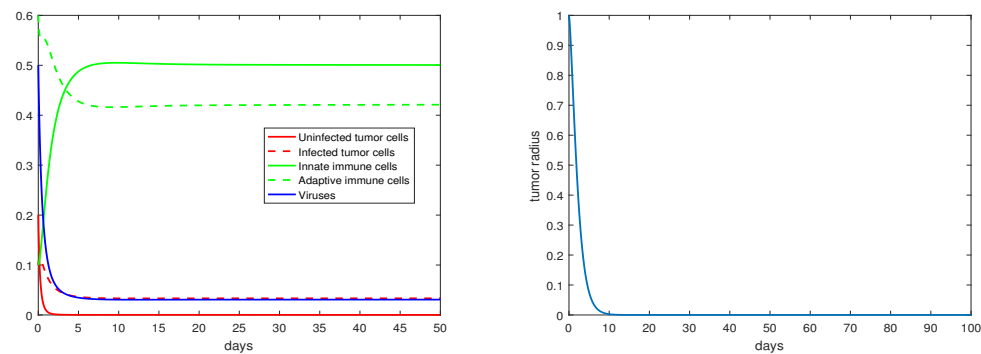 0.6
0.5
0.4
0.3
0.2
0.1
0
0 5 10 15 20 25 30 35 40 45 50
days
Uninfected tumor cells
Infected tumor cells
Innate immune cells
Adaptive immune cells
Viruses
1
0.9
0.8
0.7
0.6
0.5
0.4
0.3
0.2
0.1
0
tumor radius
0 10 20 30 40 50 60 70 80 90 100
days